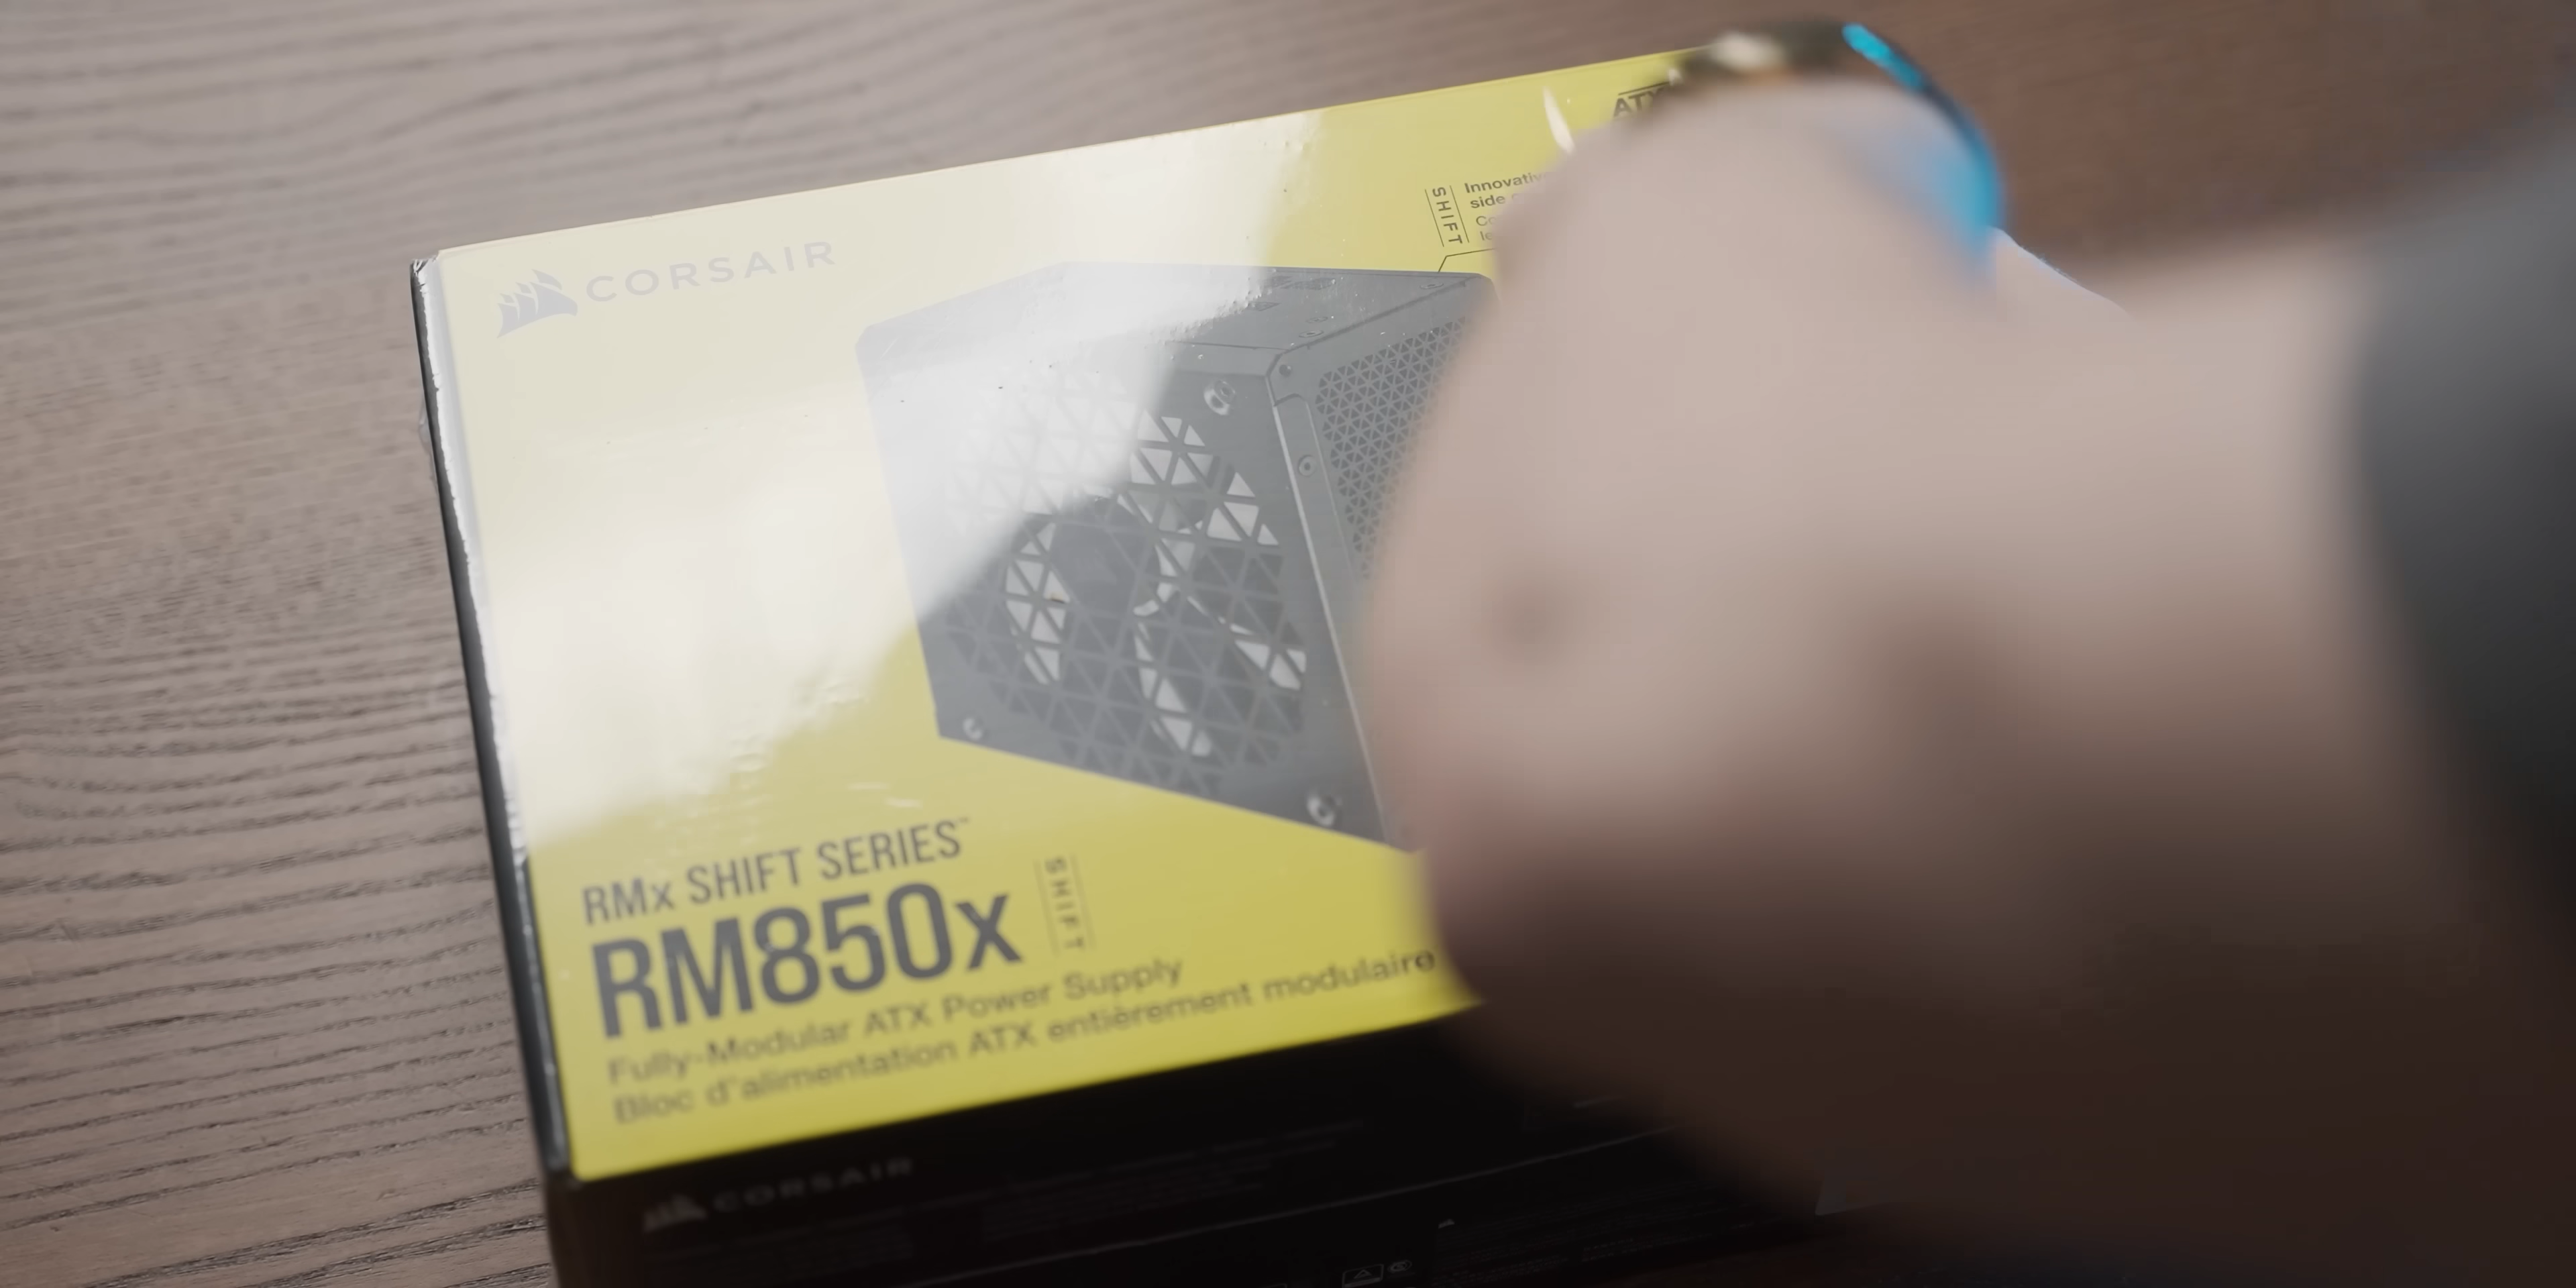 CORSAIR
ATX
SHIFT
Innovative
side
RMx SHIFT SERIES™
RM850x
SHIFT
Fully-Modular ATX Power Supply
Bloc d'alimentation ATX entièrement modulaire
CORSAIR